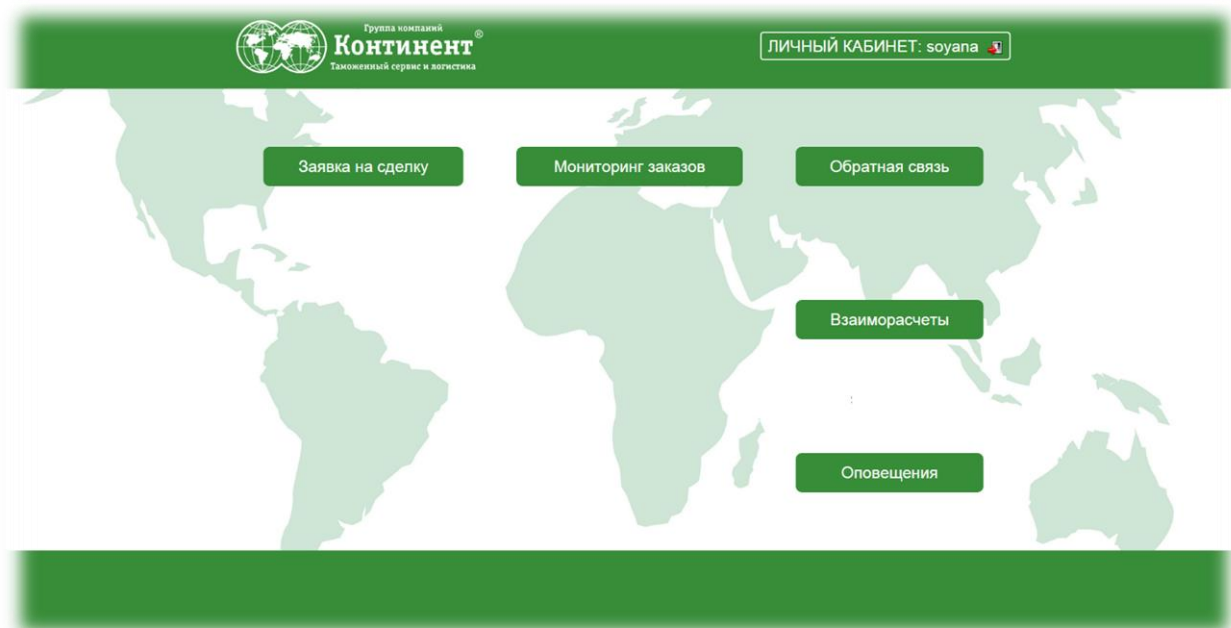 Группа компаний
Континент®
Таможенный сервис и логистика
ЛИЧНЫЙ КАБИНЕТ: soyana
Заявка на сделку
Мониторинг заказов
Обратная связь
Взаиморасчеты
Оповещения